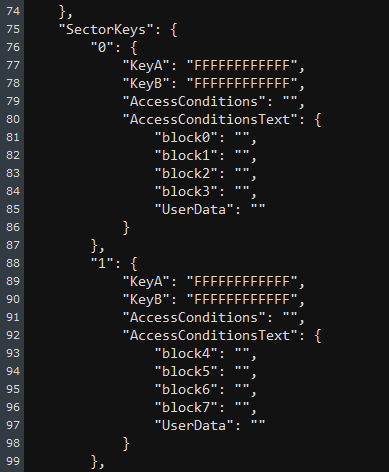 74 },
75 "SectorKeys": {
76 "0": {
77 "KeyA": "FFFFFFFFFFFF",
78 "KeyB": "FFFFFFFFFFFF",
79 "AccessConditions": "",
80 "AccessConditionsText": {
81 "block0": "",
82 "block1": "",
83 "block2": "",
84 "block3": "",
85 "UserData": ""
86 }
87 },
88 "1": {
89 "KeyA": "FFFFFFFFFFFF",
90 "KeyB": "FFFFFFFFFFFF",
91 "AccessConditions": "",
92 "AccessConditionsText": {
93 "block4": "",
94 "block5": "",
95 "block6": "",
96 "block7": "",
97 "UserData": ""
98 }
99 },